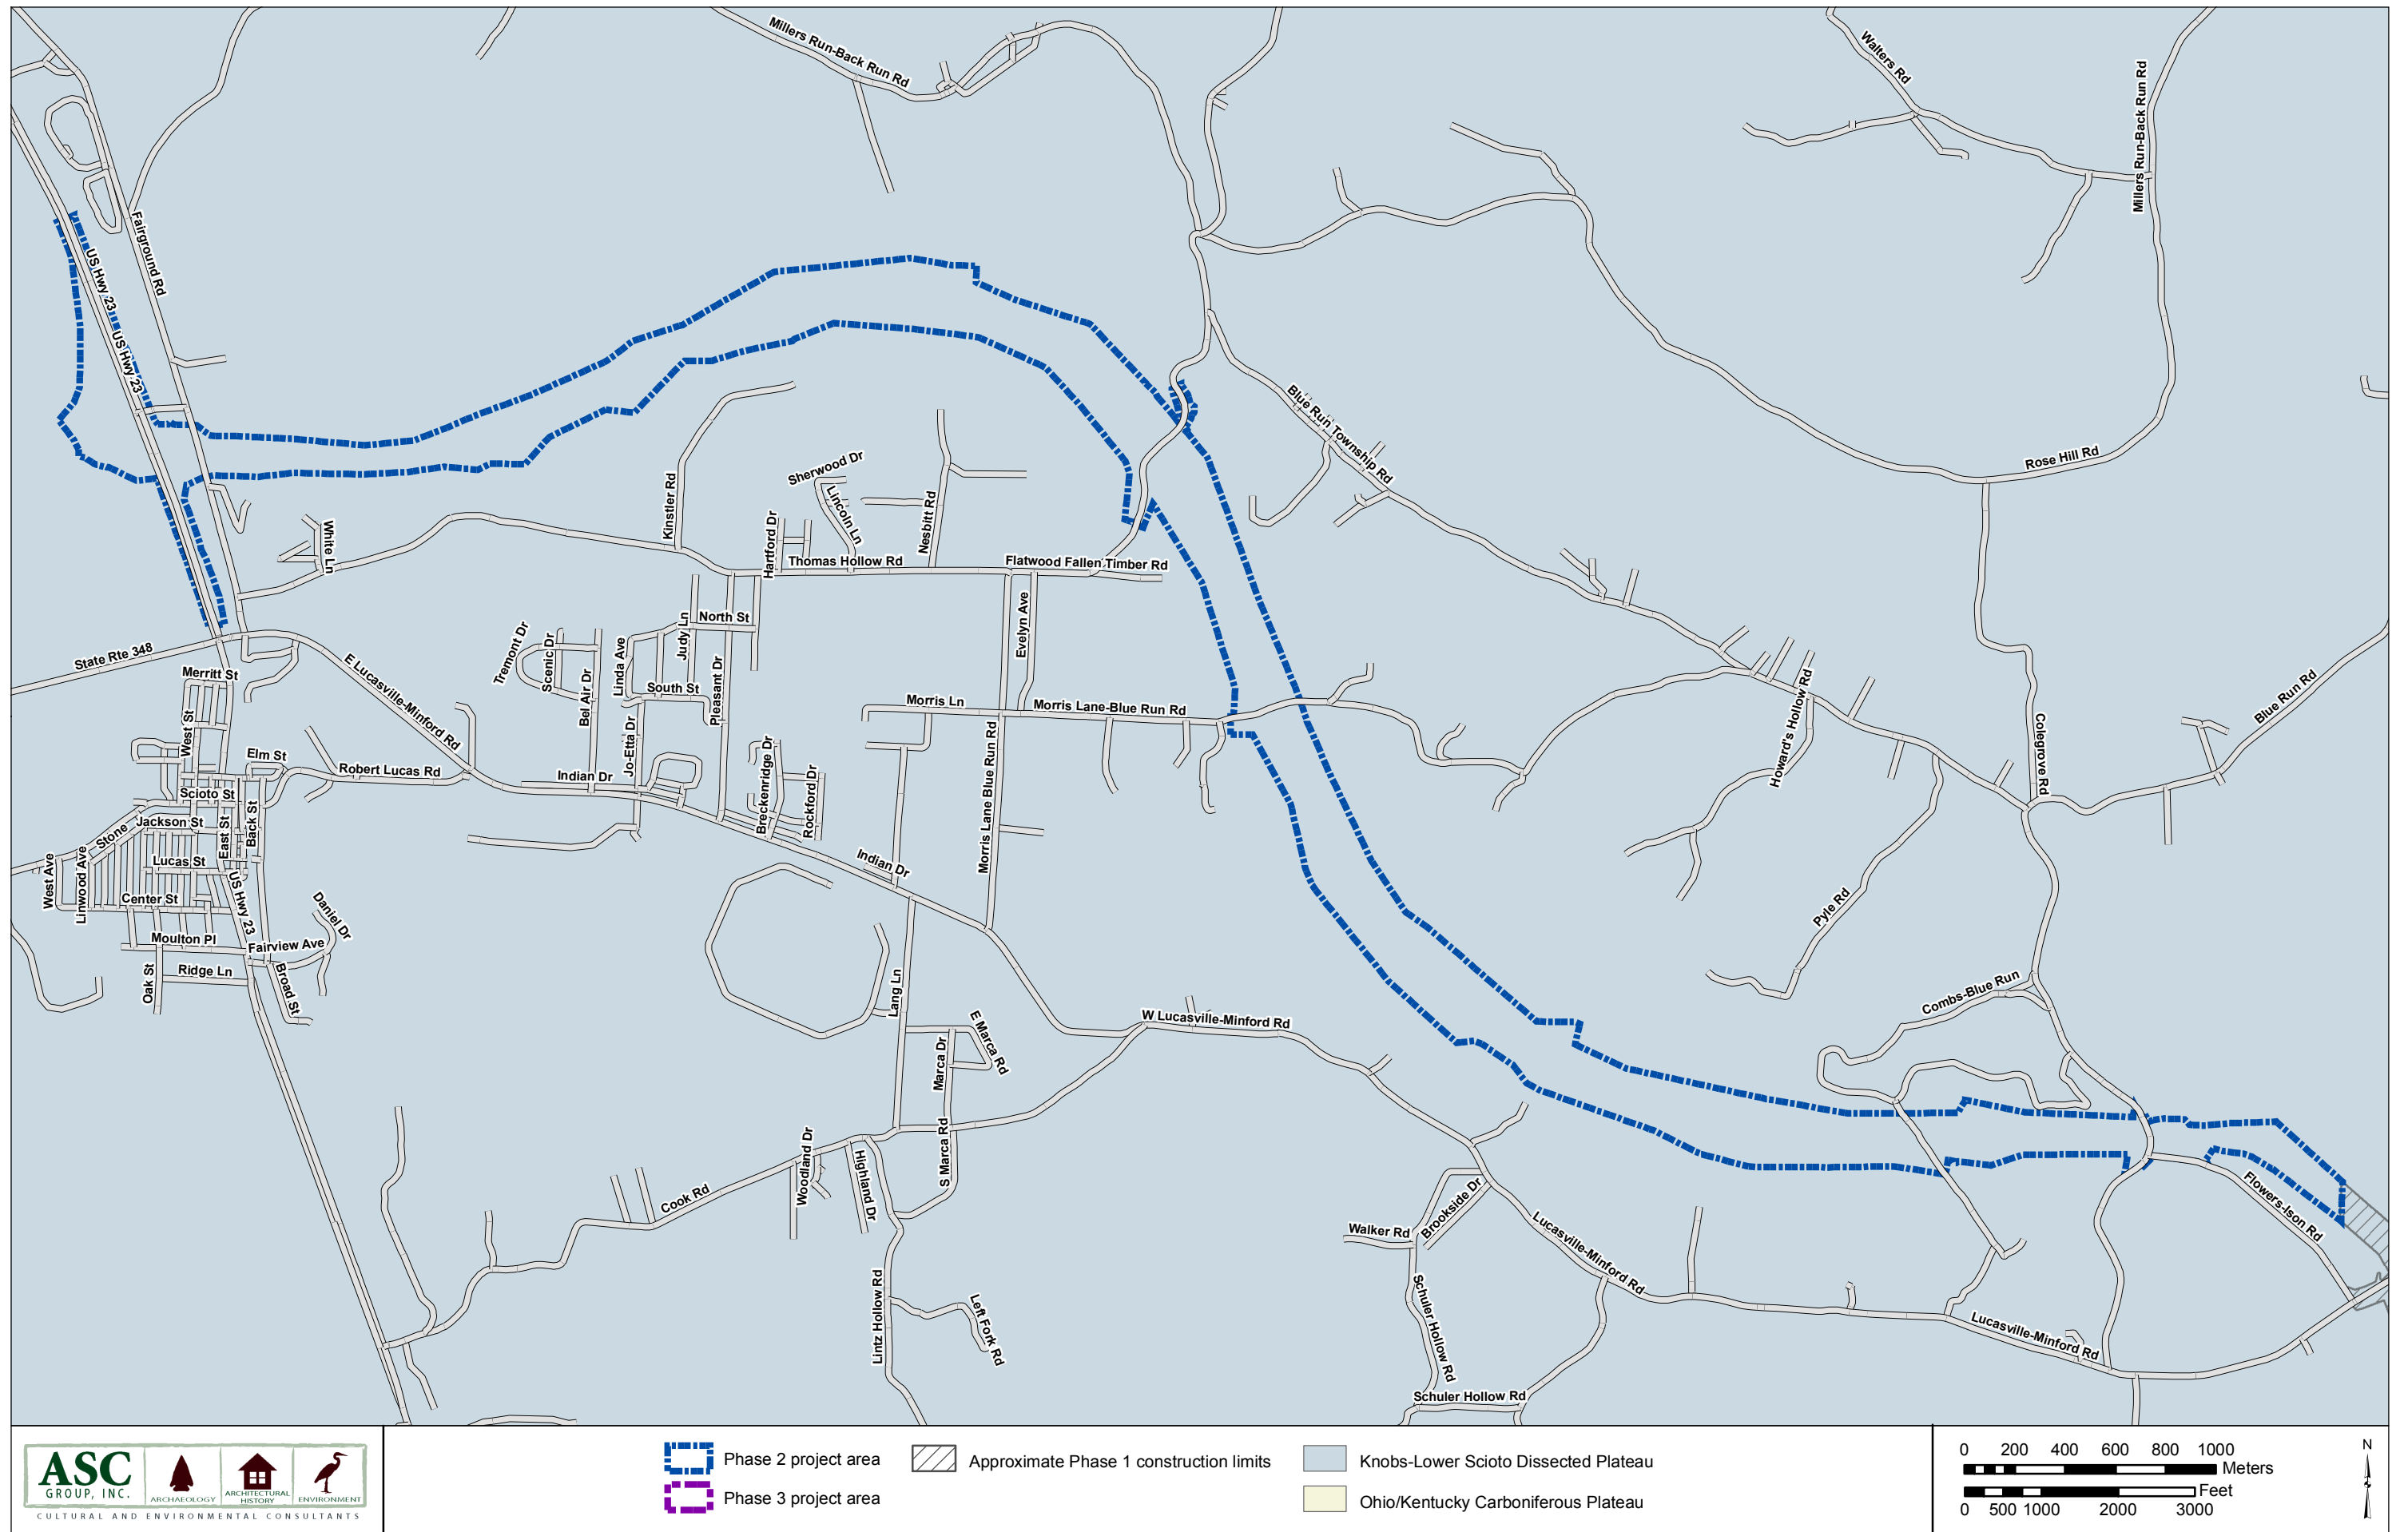 Millers Run-Back Run Rd
Walters Rd
Millers Run-Back Run Rd
Fairground Rd
US Hwy 23
US Hwy 23
Blue Run Township Rd
Rose Hill Rd
Kinstler Rd
Sherwood Dr
Lincoln Ln
Nesbitt Rd
Hartford Dr
White Ln
Thomas Hollow Rd
Flatwood Fallen Timber Rd
North St
Judy Ln
Evelyn Ave
Tremont Dr
Scenic Dr
Linda Ave
State Rte 348
Merritt St
E Lucasville-Minford Rd
Bel Air Dr
South St
Pleasant Dr
Morris Ln
Morris Lane-Blue Run Rd
Howard's Hollow Rd
Colegrove Rd
Blue Run Rd
West St
Elm St
Robert Lucas Rd
Jo-Etta Dr
Indian Dr
Breckenridge Dr
Rockford Dr
Morris Lane Blue Run Rd
Scioto St
Jackson St
Stone
East St
Back St
Lucas St
West Ave
Linwood Ave
Center St
US Hwy 23
Indian Dr
Daniel Dr
Pyle Rd
Moulton Pl
Fairview Ave
Ridge Ln
Oak St
Broad St
Lang Ln
Combs-Blue Run
W Lucasville-Minford Rd
E Marca Rd
Marca Dr
S Marca Rd
Woodland Dr
Highland Dr
Cook Rd
Brookside Dr
Walker Rd
Flowers-Ison Rd
Lucasville-Minford Rd
Schuler Hollow Rd
Lintz Hollow Rd
Left Fork Rd
Lucasville-Minford Rd
Schuler Hollow Rd
ASC
GROUP, INC.
ARCHAEOLOGY
ARCHITECTURAL
HISTORY
ENVIRONMENT
CULTURAL AND ENVIRONMENTAL CONSULTANTS
Phase 2 project area
Phase 3 project area
Approximate Phase 1 construction limits
Knobs-Lower Scioto Dissected Plateau
Ohio/Kentucky Carboniferous Plateau
0 200 400 600 800 1000
Meters
Feet
0 500 1000 2000 3000
N